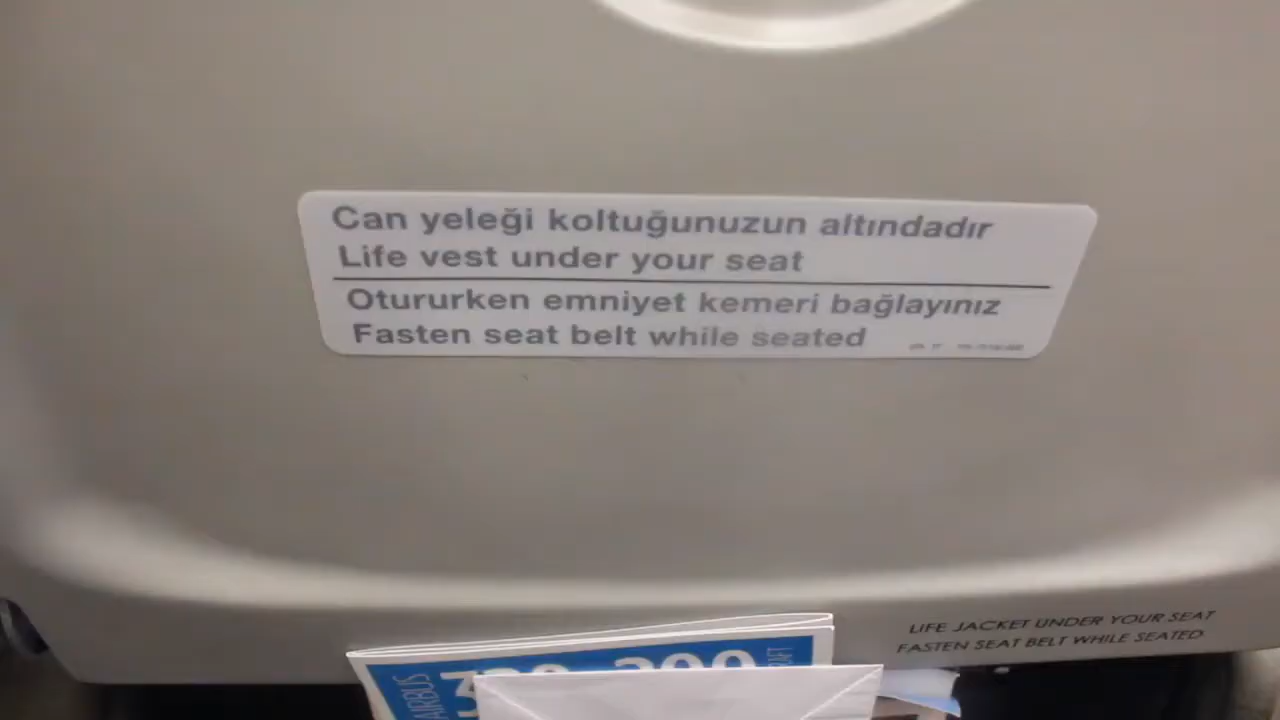 Can yeleği koltuğunuzun altındadır
Life vest under your seat
Oturურken emniyet kemeri bağlayınız
Fasten seat belt while seated
LIFE JACKET UNDER YOUR SEAT
FASTEN SEAT BELT WHILE SEATED
AIRBUS